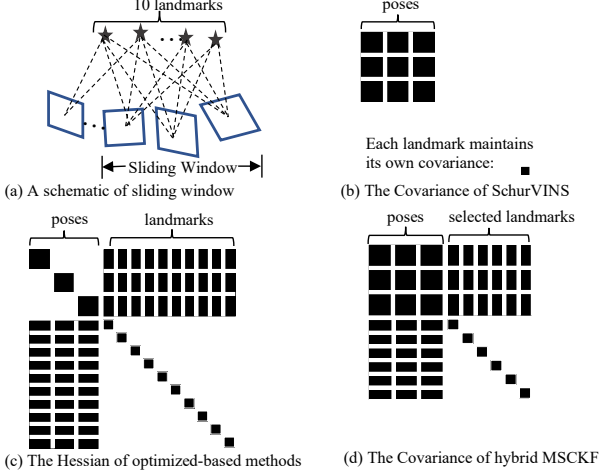 10 landmarks
...
...
Sliding Window
(a) A schematic of sliding window
poses
Each landmark maintains
its own covariance:
(b) The Covariance of SchurVINS
poses
landmarks
(c) The Hessian of optimized-based methods
poses
selected landmarks
(d) The Covariance of hybrid MSCKF